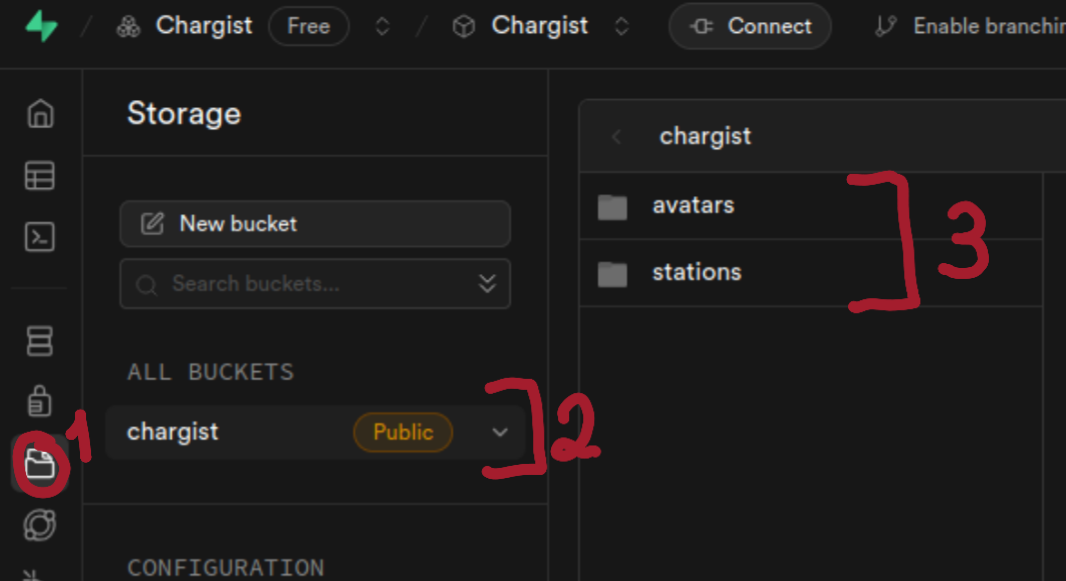 / Chargist Free / Chargist Connect Enable branchin
Storage
chargist
New bucket
avatars
Search buckets...
stations
3
ALL BUCKETS
chargist Public
1
2
CONFIGURATION